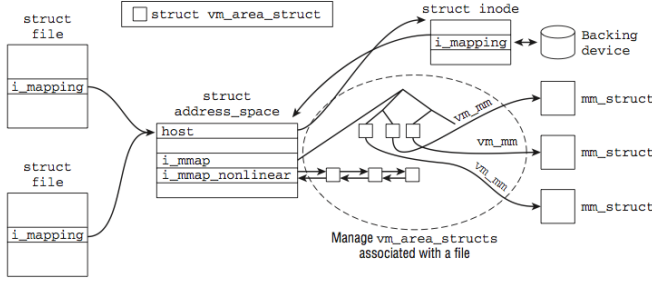 struct vm_area_struct
struct inode
i_mapping
Backing
device
struct
file
i_mapping
struct
address_space
host
i_mmap
i_mmap_nonlinear
vm_mm
mm_struct
vm_mm
mm_struct
vm_mm
mm_struct
struct
file
i_mapping
Manage vm_area_structs
associated with a file